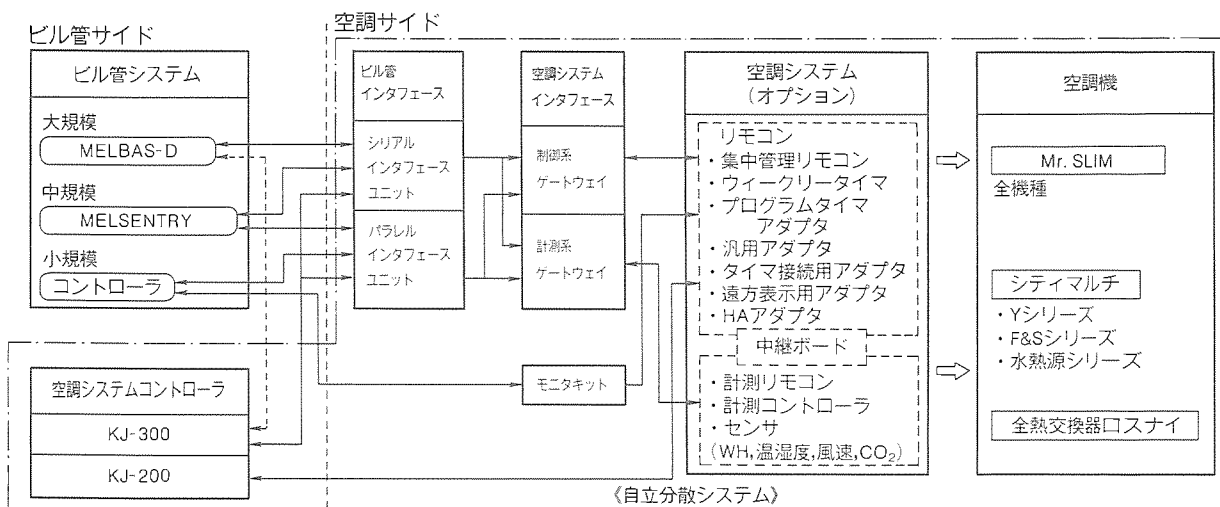 ビル管サイド
空調サイド
ビル管システム
大規模
MELBAS-D
中規模
MELSENTRY
小規模
コントローラ
空調システムコントローラ
KJ-300
KJ-200
ビル管
インタフェース
シリアル
インタフェース
ユニット
パラレル
インタフェース
ユニット
空調システム
インタフェース
制御系
ゲートウェイ
計測系
ゲートウェイ
モニタキット
空調システム
(オプション)
リモコン
・集中管理リモコン
・ウィークリータイマ
・プログラムタイマ
アダプタ
・汎用アダプタ
・タイマ接続用アダプタ
・遠方表示用アダプタ
・HAアダプタ
中継ボード
・計測リモコン
・計測コントローラ
・センサ
(WH,温湿度,風速,CO₂)
《自立分散システム》
空調機
Mr. SLIM
全機種
シティマルチ
・Yシリーズ
・F&Sシリーズ
・水熱源シリーズ
全熱交換器ロスナイ